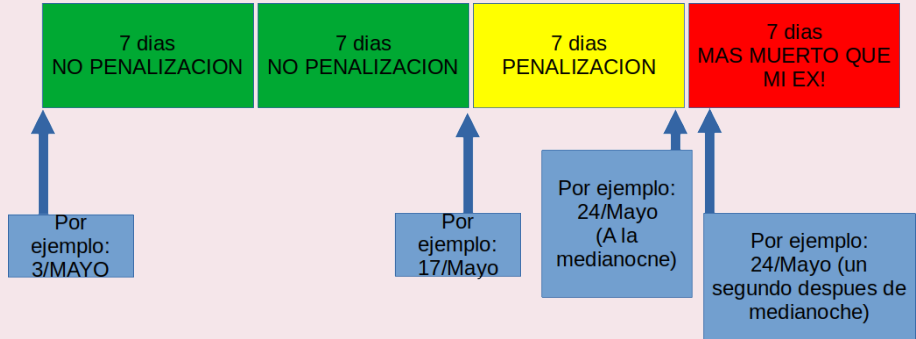 7 dias
NO PENALIZACION
7 dias
NO PENALIZACION
7 dias
PENALIZACION
7 dias
MAS MUERTO QUE
MI EX!
Por
ejemplo:
3/MAYO
Por
ejemplo:
17/Mayo
Por ejemplo:
24/Mayo
(A la
medianocne)
Por ejemplo:
24/Mayo (un
segundo despues de
medianoche)